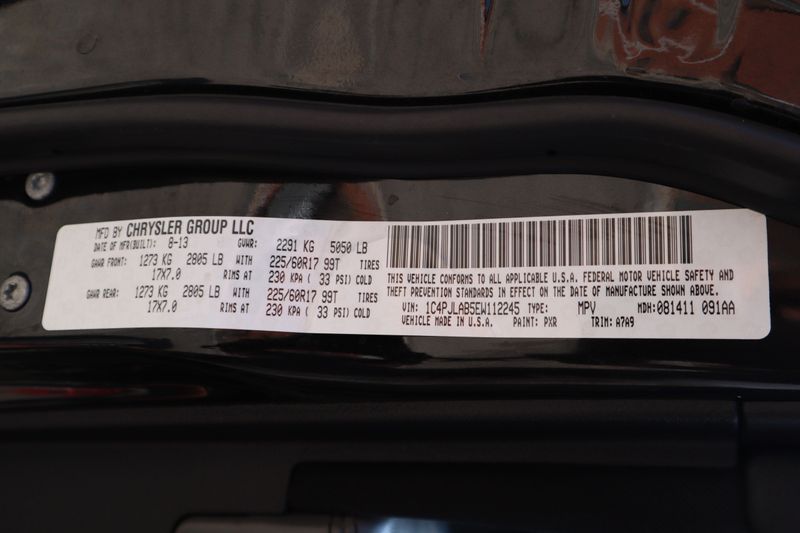 MFD BY CHRYSLER GROUP LLC
DATE OF MFR(BUILT): 8-13 GVWR: 2291 KG 5050 LB
GAWR FRONT: 1273 KG 2805 LB WITH 225/60R17 99T TIRES
17X7.0 RIMS AT 230 KPA ( 33 PSI) COLD
GAWR REAR: 1273 KG 2805 LB WITH 225/60R17 99T TIRES
17X7.0 RIMS AT 230 KPA ( 33 PSI) COLD
THIS VEHICLE CONFORMS TO ALL APPLICABLE U.S.A. FEDERAL MOTOR VEHICLE SAFETY AND
THEFT PREVENTION STANDARDS IN EFFECT ON THE DATE OF MANUFACTURE SHOWN ABOVE.
VIN: 1C4PJLAB5EW112245 TYPE: MPV MDH:081411 091AA
VEHICLE MADE IN U.S.A. PAINT: PXR TRIM: A7A9